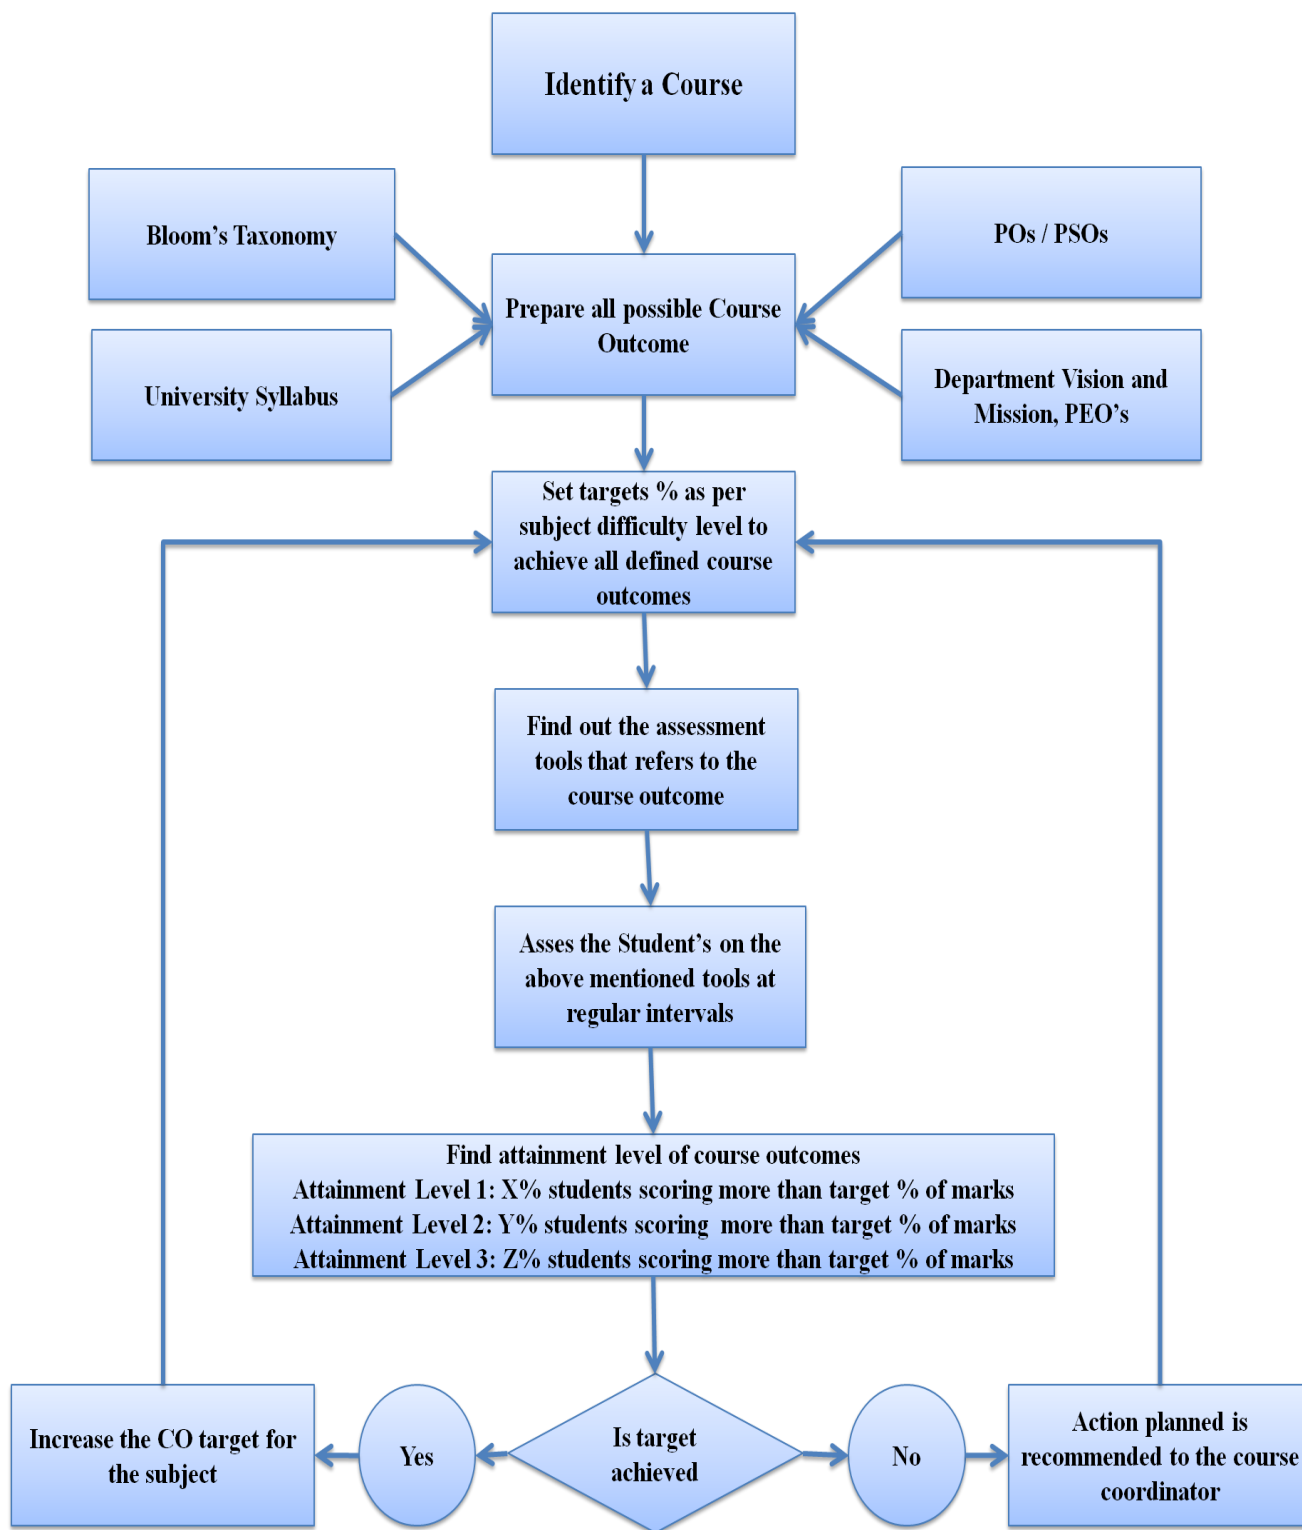 Identify a Course
Bloom's Taxonomy
POs / PSOs
Prepare all possible Course
Outcome
University Syllabus
Department Vision and
Mission, PEO's
Set targets % as per
subject difficulty level to
achieve all defined course
outcomes
Find out the assessment
tools that refers to the
course outcome
Asses the Student's on the
above mentioned tools at
regular intervals
Find attainment level of course outcomes
Attainment Level 1: X% students scoring more than target % of marks
Attainment Level 2: Y% students scoring more than target % of marks
Attainment Level 3: Z% students scoring more than target % of marks
Increase the CO target for
the subject
Yes
Is target
achieved
No
Action planned is
recommended to the course
coordinator